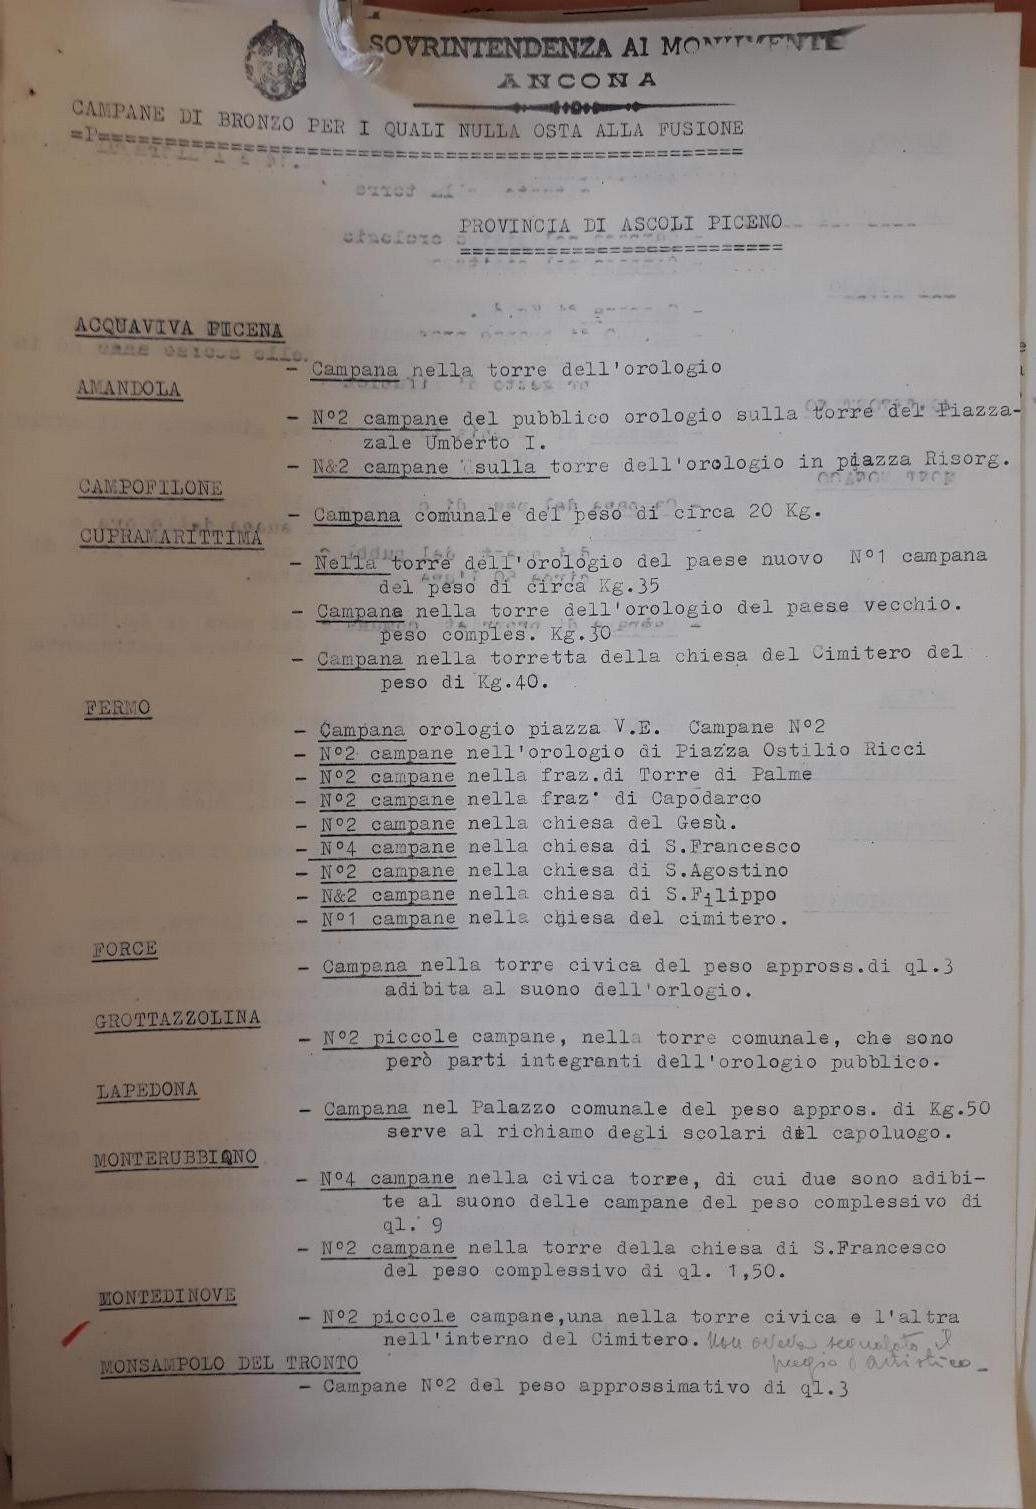 SOVRINTENDENZA AI MONUMENTI
ANCONA
CAMPANE DI BRONZO PER I QUALI NULLA OSTA ALLA FUSIONE
=P==================================================
PROVINCIA DI ASCOLI PICENO
==========================
ACQUAVIVA PICENA
- Campana nella torre dell'orologio
AMANDOLA
- N°2 campane del pubblico orologio sulla torre del Piazza-
zale Umberto I.
- N&2 campane sulla torre dell'orologio in piazza Risorg.
CAMPOFILONE
- Campana comunale del peso di circa 20 Kg.
CUPRAMARITTIMA
- Nella torre dell'orologio del paese nuovo N°1 campana
del peso di circa Kg.35
- Campana nella torre dell'orologio del paese vecchio.
peso comples. Kg.30
- Campana nella torretta della chiesa del Cimitero del
peso di Kg.40.
FERMO
- Campana orologio piazza V.E. Campane N°2
- N°2 campane nell'orologio di Piazza Ostilio Ricci
- N°2 campane nella fraz.di Torre di Palme
- N°2 campane nella fraz. di Capodarco
- N°2 campane nella chiesa del Gesù.
- N°4 campane nella chiesa di S.Francesco
- N°2 campane nella chiesa di S.Agostino
- N&2 campane nella chiesa di S.Filippo
- N°1 campane nella chiesa del cimitero.
FORCE
- Campana nella torre civica del peso appross.di ql.3
adibita al suono dell'orlogio.
GROTTAZZOLINA
- N°2 piccole campane, nella torre comunale, che sono
però parti integranti dell'orologio pubblico.
LAPEDONA
- Campana nel Palazzo comunale del peso appros. di Kg.50
serve al richiamo degli scolari del capoluogo.
MONTERUBBIANO
- N°4 campane nella civica torre, di cui due sono adibi-
te al suono delle campane del peso complessivo di
ql. 9
- N°2 campane nella torre della chiesa di S.Francesco
del peso complessivo di ql. 1,50.
MONTEDINOVE
- N°2 piccole campane,una nella torre civica e l'altra
nell'interno del Cimitero. Non aveva segnalato il
pregio artistico -
MONSAMPOLO DEL TRONTO
- Campane N°2 del peso approssimativo di ql.3